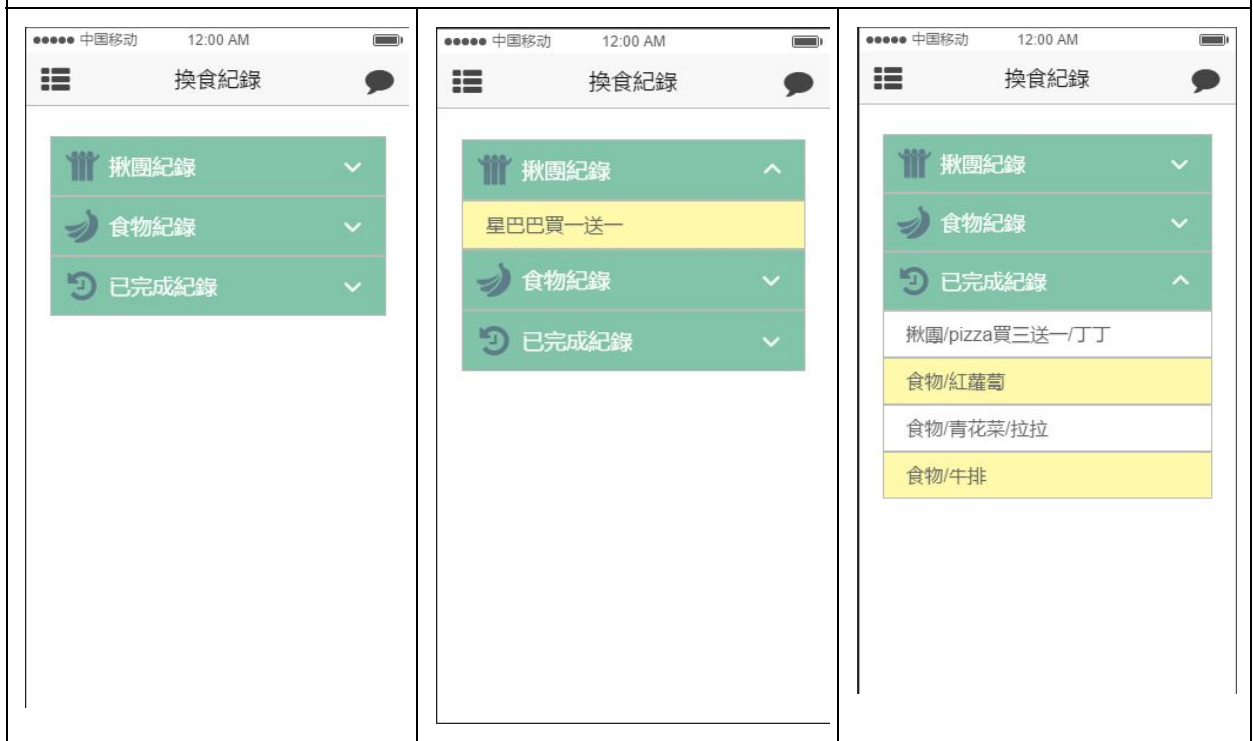 中国移动 12:00 AM
換食紀錄
揪團紀錄
食物紀錄
已完成紀錄
中国移动 12:00 AM
換食紀錄
揪團紀錄
星巴巴買一送一
食物紀錄
已完成紀錄
中国移动 12:00 AM
換食紀錄
揪團紀錄
食物紀錄
已完成紀錄
揪團/pizza買三送一/丁丁
食物/紅蘿蔔
食物/青花菜/拉拉
食物/牛排